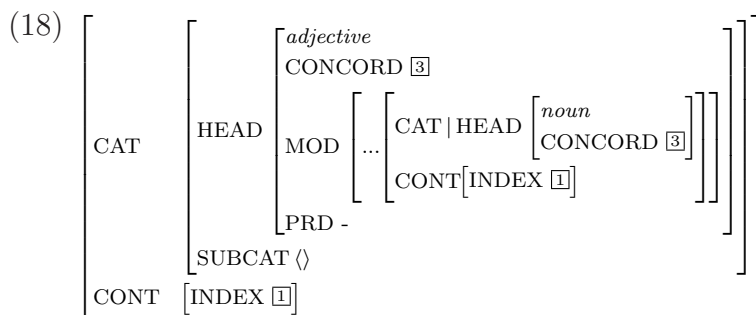 (18)
adjective
CONCORD 3
CAT | HEAD
noun
CAT
HEAD
MOD
...
CONCORD 3
CONT[INDEX 1]
PRD -
SUBCAT ⟨⟩
CONT [INDEX 1]